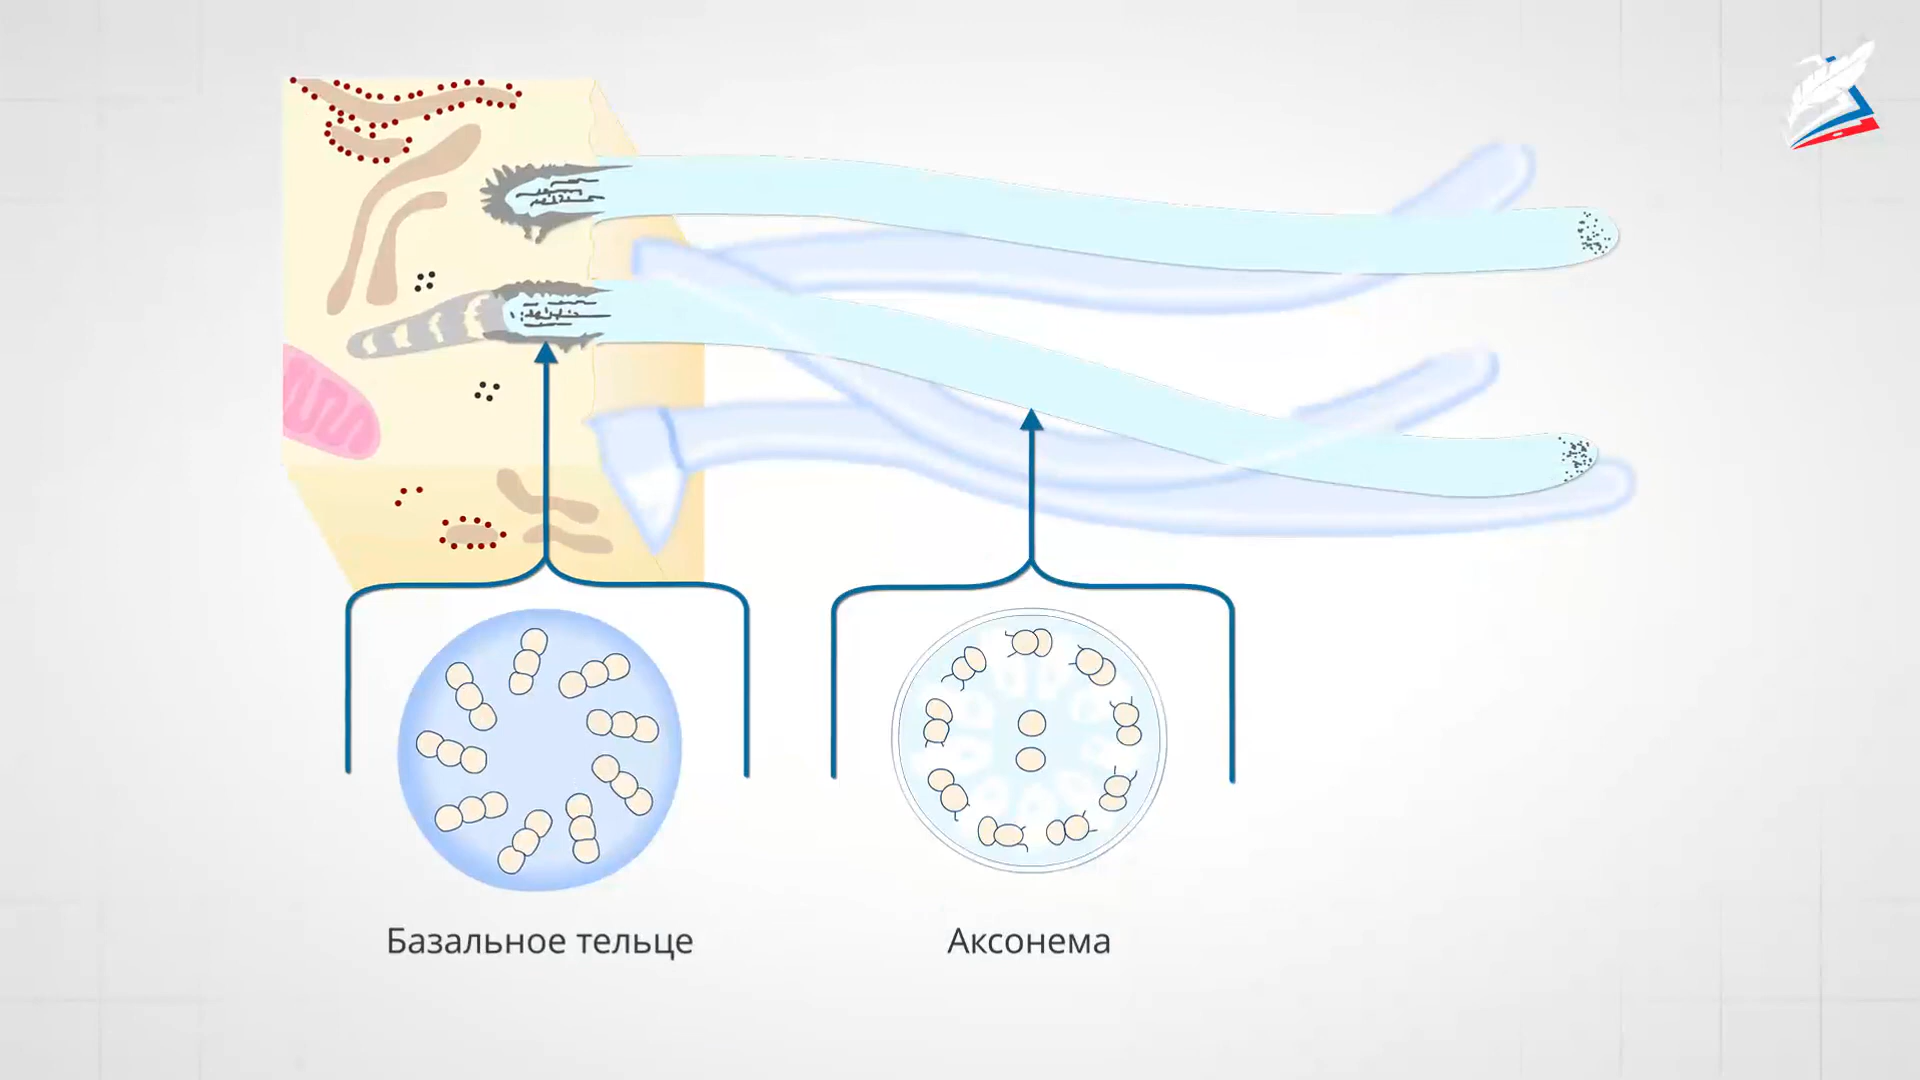 Базальное тельце
Аксонема